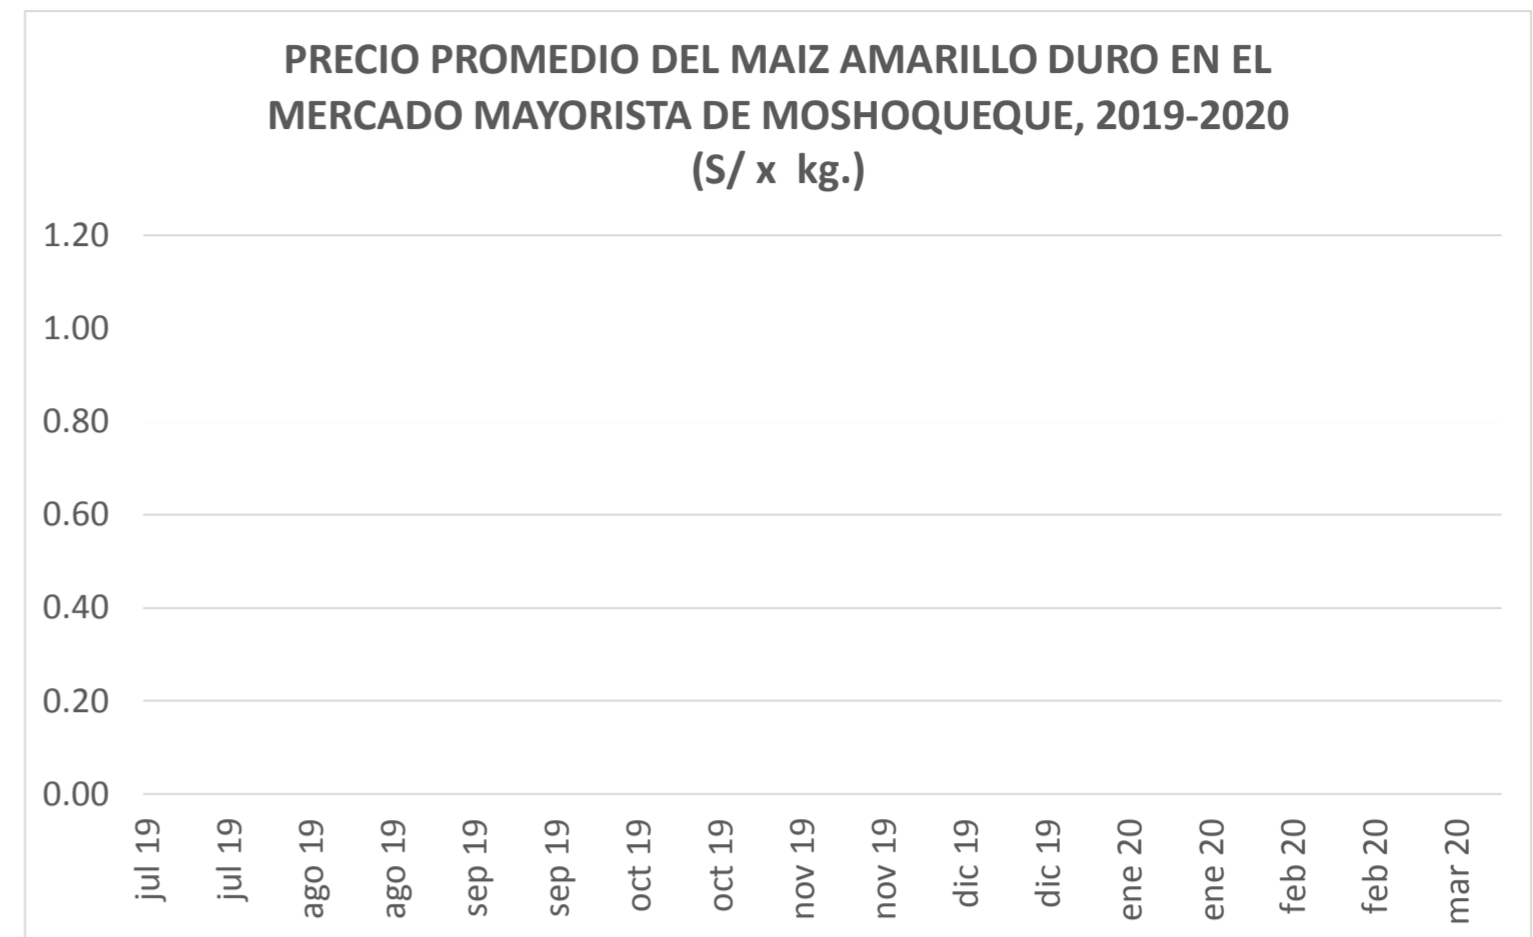 PRECIO PROMEDIO DEL MAIZ AMARILLO DURO EN EL
MERCADO MAYORISTA DE MOSHOQUEQUE, 2019-2020
(S/ x  kg.)
1.20
1.00
0.80
0.60
0.40
0.20
0.00
jul 19
jul 19
ago 19
ago 19
sep 19
sep 19
oct 19
oct 19
nov 19
nov 19
dic 19
dic 19
ene 20
ene 20
feb 20
feb 20
mar 20